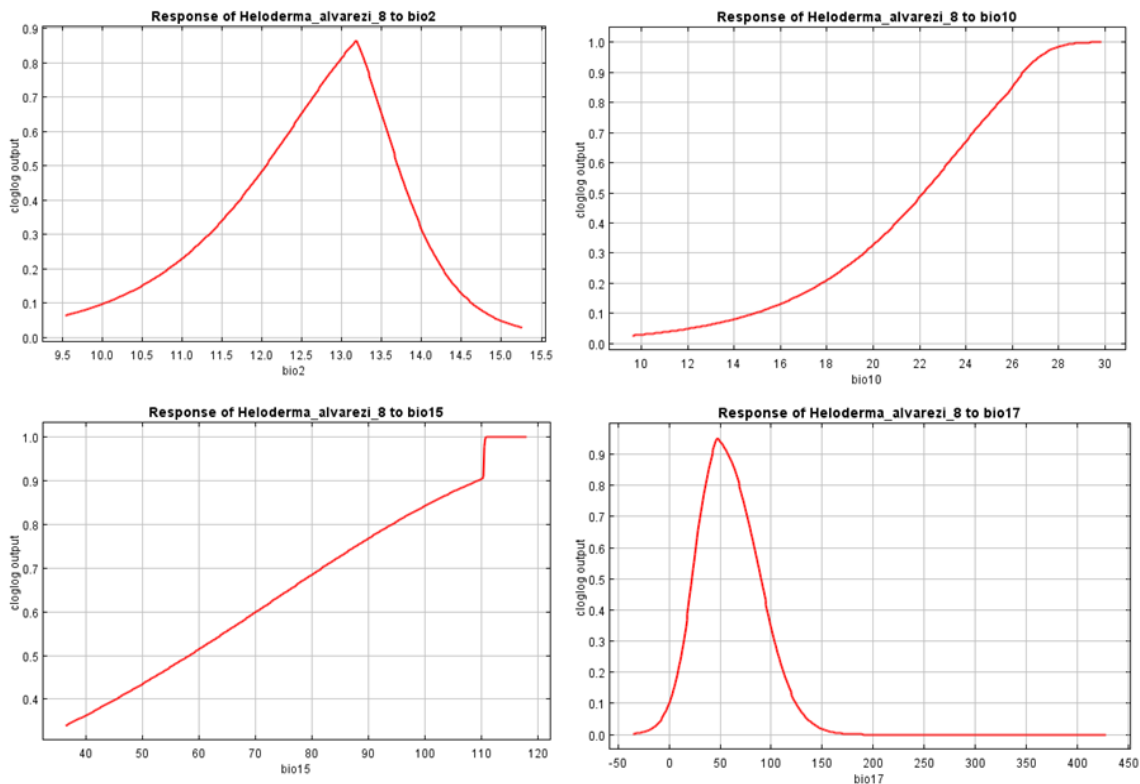 Response of Heloderma_alvarezi_8 to bio2
cloglog output
0.9
0.8
0.7
0.6
0.5
0.4
0.3
0.2
0.1
0.0
9.5 10.0 10.5 11.0 11.5 12.0 12.5 13.0 13.5 14.0 14.5 15.0 15.5
bio2
Response of Heloderma_alvarezi_8 to bio10
cloglog output
1.0
0.9
0.8
0.7
0.6
0.5
0.4
0.3
0.2
0.1
0.0
10 12 14 16 18 20 22 24 26 28 30
bio10
Response of Heloderma_alvarezi_8 to bio15
cloglog output
1.0
0.9
0.8
0.7
0.6
0.5
0.4
40 50 60 70 80 90 100 110 120
bio15
Response of Heloderma_alvarezi_8 to bio17
cloglog output
0.9
0.8
0.7
0.6
0.5
0.4
0.3
0.2
0.1
0.0
-50 0 50 100 150 200 250 300 350 400 450
bio17